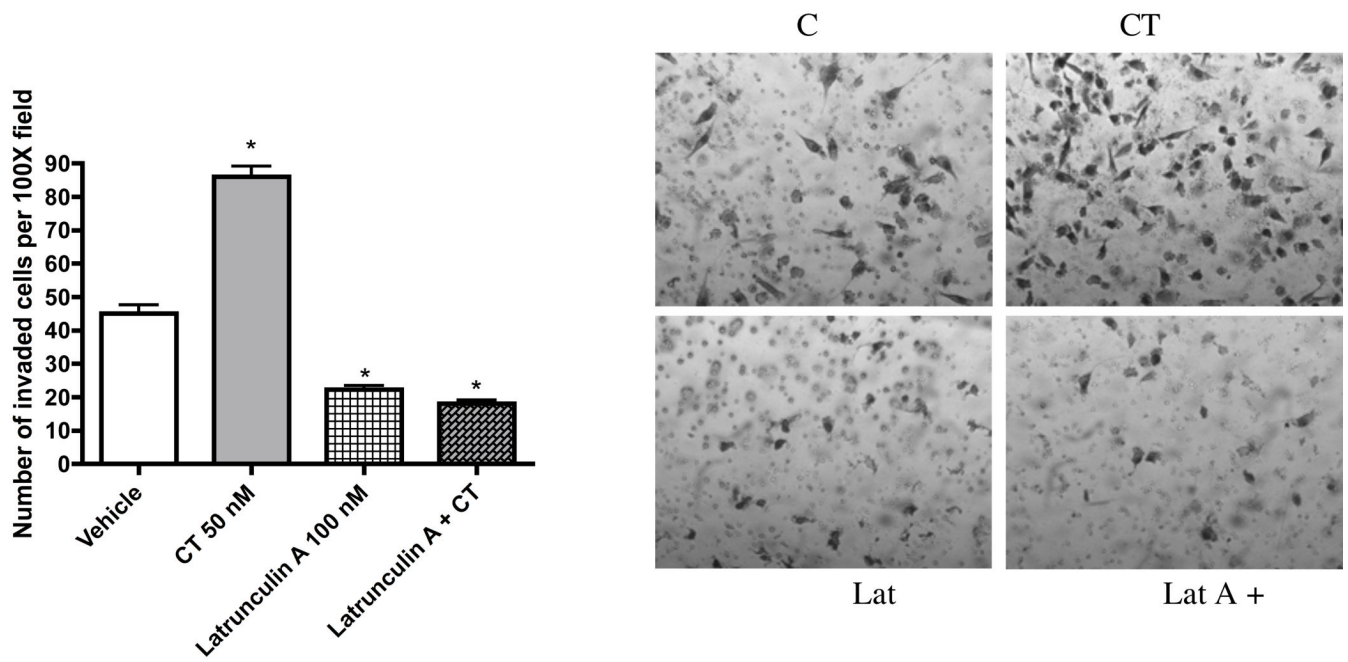 Number of invaded cells per 100X field
90
80
70
60
50
40
30
20
10
0
*
*
*
Vehicle
CT 50 nM
Latrunculin A 100 nM
Latrunculin A + CT
C
CT
Lat
Lat A +